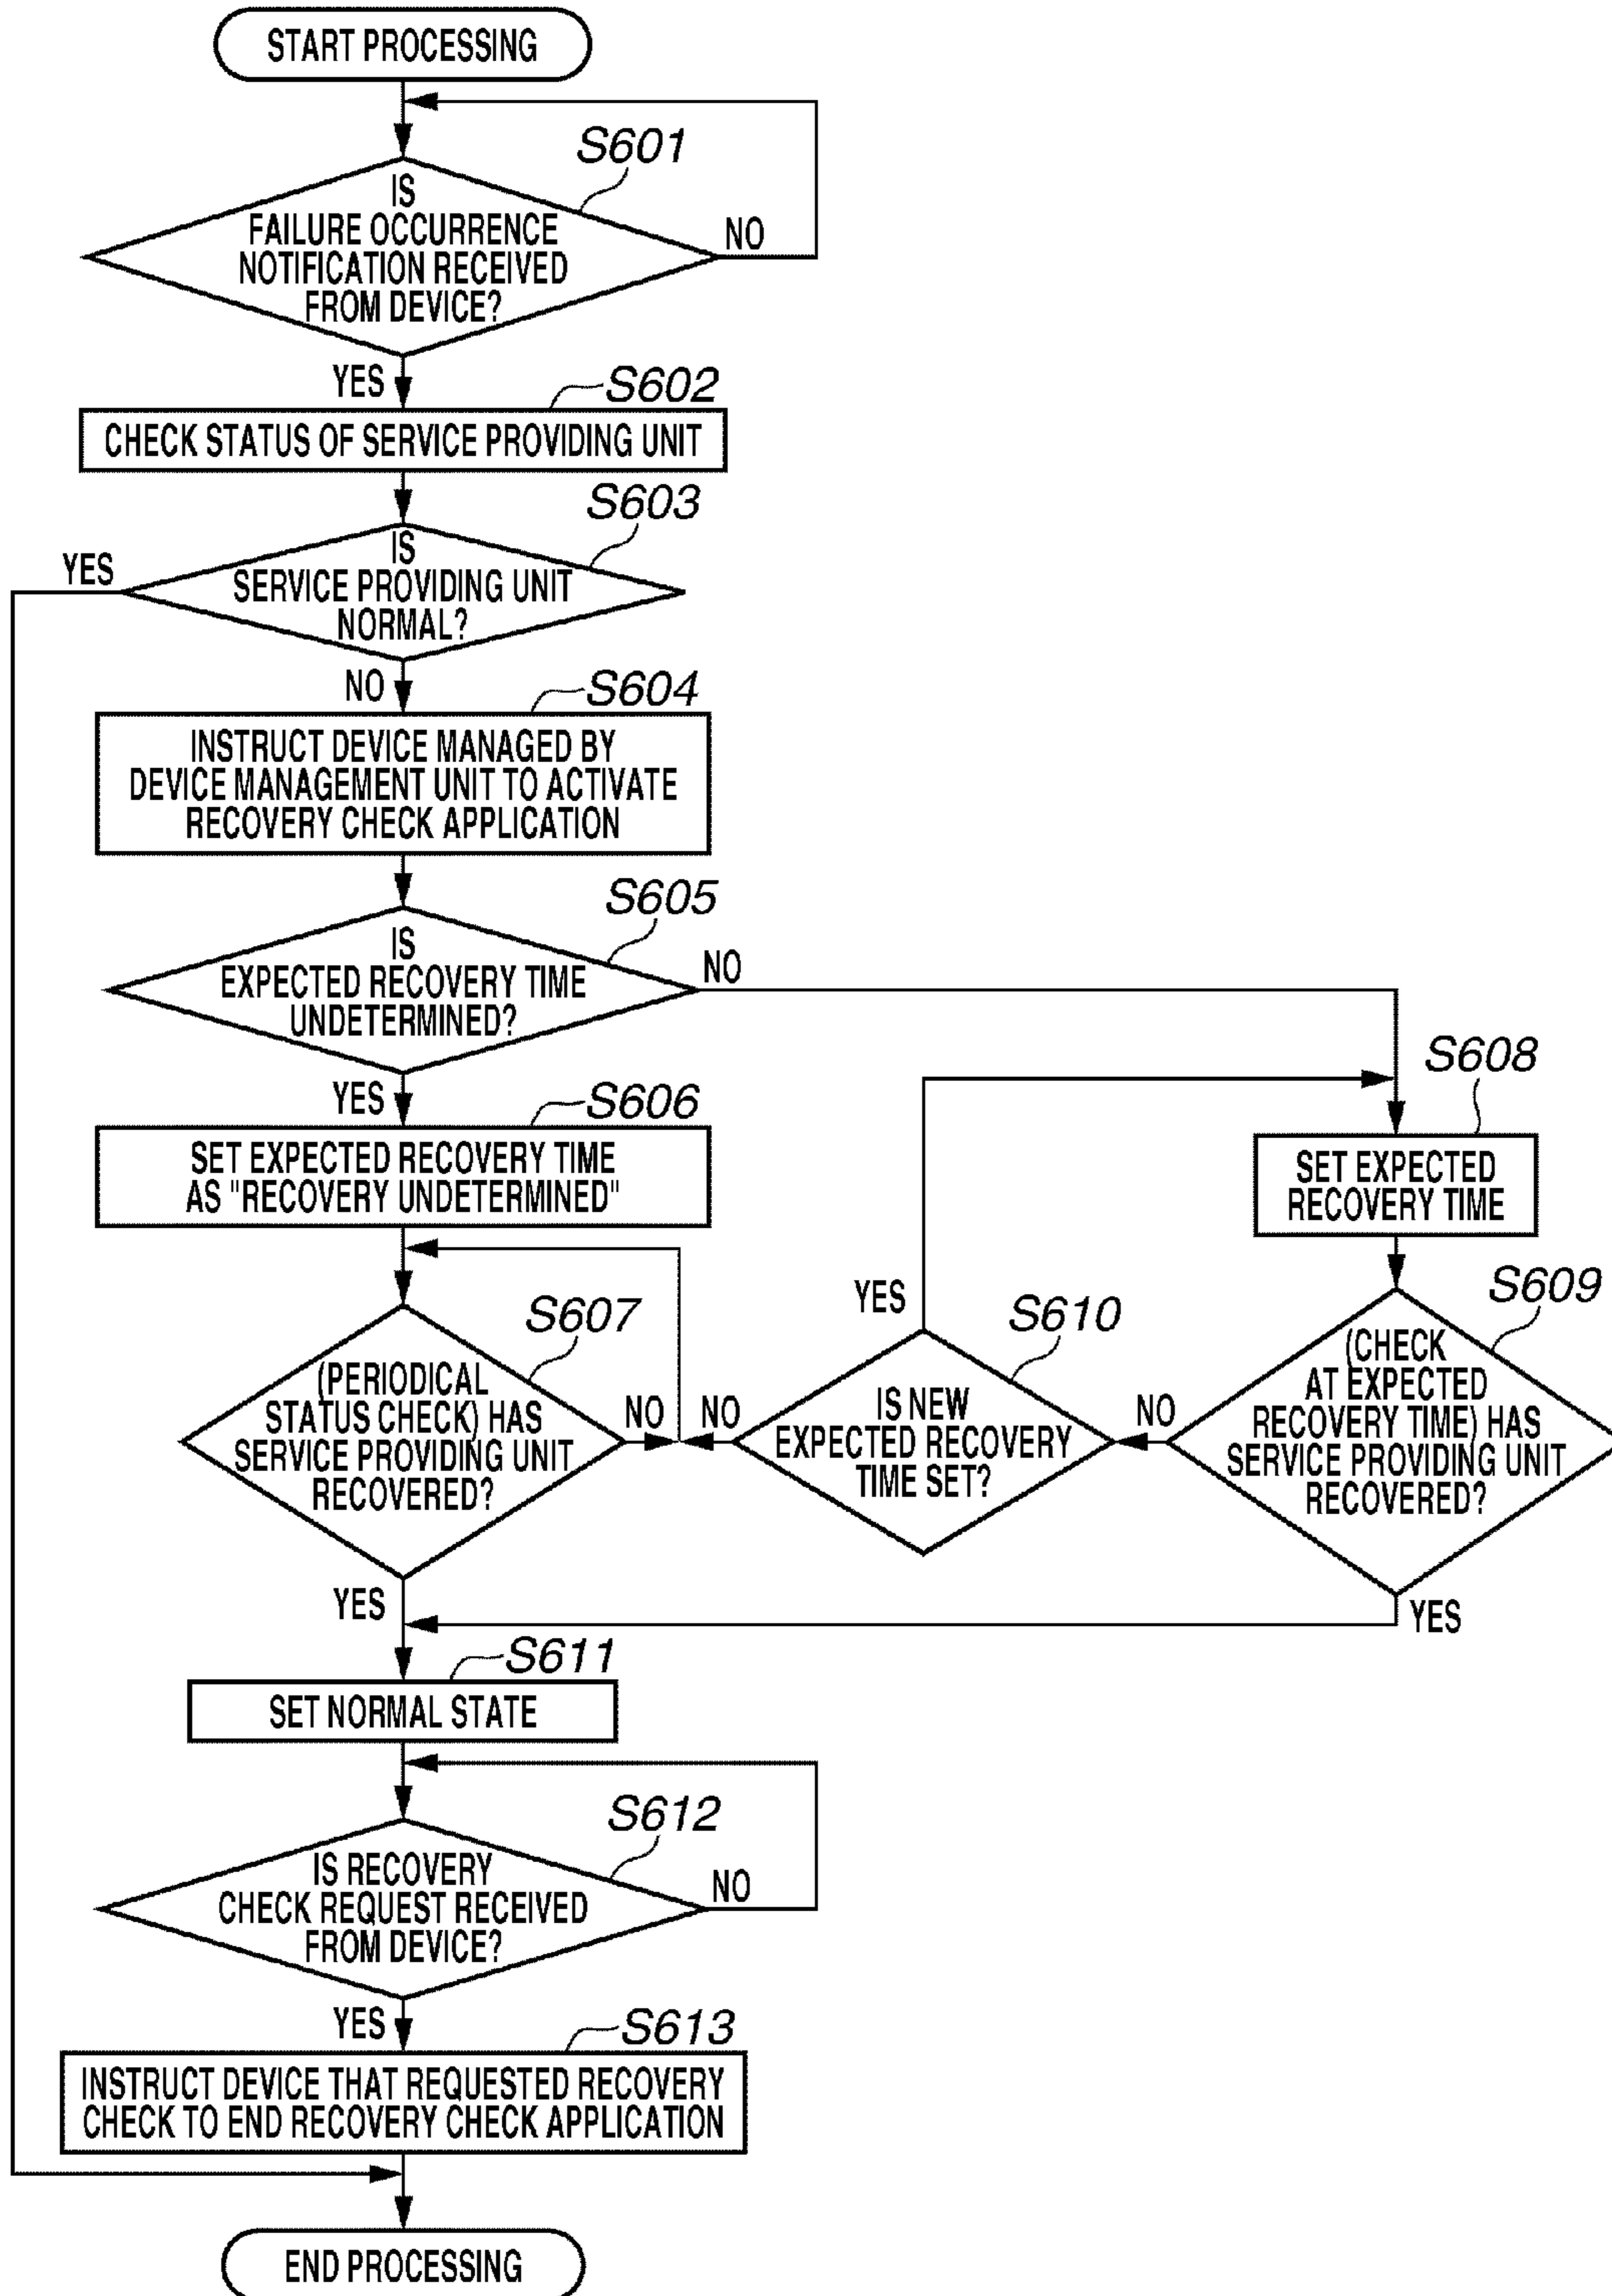 START PROCESSING
S601
IS
FAILURE OCCURRENCE
NOTIFICATION RECEIVED
FROM DEVICE?
NO
YES
S602
CHECK STATUS OF SERVICE PROVIDING UNIT
S603
YES
IS
SERVICE PROVIDING UNIT
NORMAL?
NO
S604
INSTRUCT DEVICE MANAGED BY
DEVICE MANAGEMENT UNIT TO ACTIVATE
RECOVERY CHECK APPLICATION
S605
IS
EXPECTED RECOVERY TIME
UNDETERMINED?
NO
YES
S606
SET EXPECTED RECOVERY TIME
AS "RECOVERY UNDETERMINED"
S608
SET EXPECTED
RECOVERY TIME
S607
(PERIODICAL
STATUS CHECK) HAS
SERVICE PROVIDING UNIT
RECOVERED?
NO
YES
S610
IS NEW
EXPECTED RECOVERY
TIME SET?
NO
YES
S609
(CHECK
AT EXPECTED
RECOVERY TIME) HAS
SERVICE PROVIDING UNIT
RECOVERED?
NO
YES
S611
SET NORMAL STATE
S612
IS RECOVERY
CHECK REQUEST RECEIVED
FROM DEVICE?
NO
YES
S613
INSTRUCT DEVICE THAT REQUESTED RECOVERY
CHECK TO END RECOVERY CHECK APPLICATION
END PROCESSING